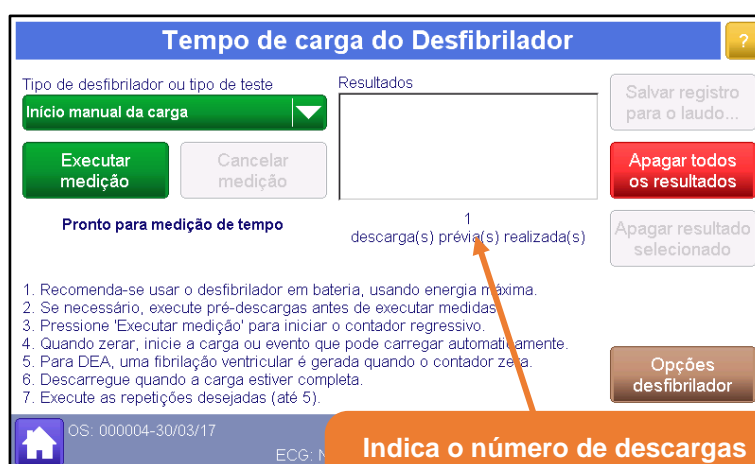 Tempo de carga do Desfibrilador
?
Tipo de desfibrilador ou tipo de teste
Resultados
Início manual da carga
Salvar registro
para o laudo...
Executar
medição
Cancelar
medição
Apagar todos
os resultados
Pronto para medição de tempo
1
descarga(s) prévia(s) realizada(s)
Apagar resultado
selecionado
1. Recomenda-se usar o desfibrilador em bateria, usando energia máxima.
2. Se necessário, execute pré-descargas antes de executar medidas.
3. Pressione 'Executar medição' para iniciar o contador regressivo.
4. Quando zerar, inicie a carga ou evento que pode carregar automaticamente.
5. Para DEA, uma fibrilação ventricular é gerada quando o contador zera.
6. Descarregue quando a carga estiver completa.
7. Execute as repetições desejadas (até 5).
Opções
desfibrilador
OS: 000004-30/03/17
ECG:
Indica o número de descargas